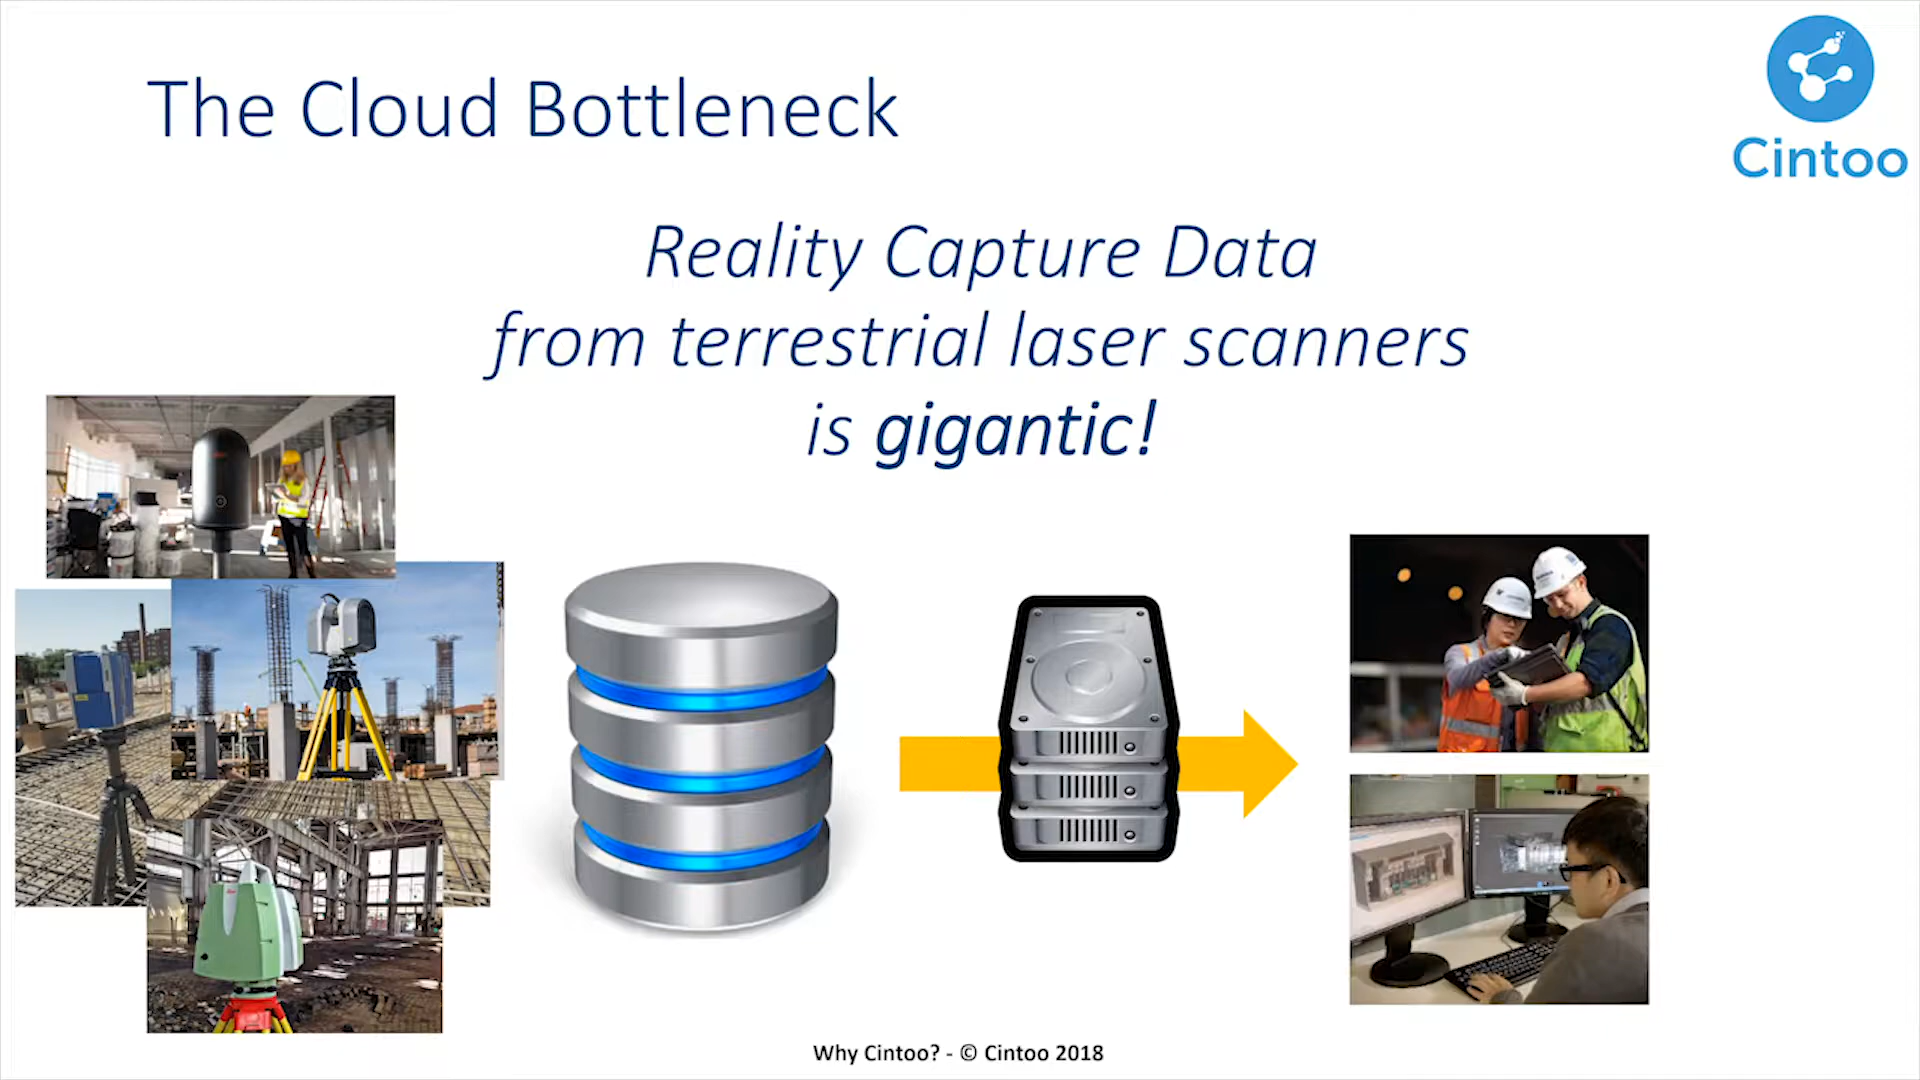 The Cloud Bottleneck
Cintoo
Reality Capture Data
from terrestrial laser scanners
is gigantic!
Why Cintoo? - © Cintoo 2018